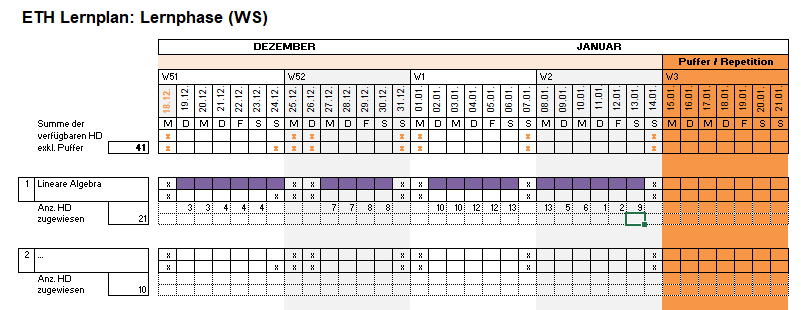 ETH Lernplan: Lernphase (WS)
DEZEMBER JANUAR
Puffer / Repetition
W51 W52 W1 W2 W3
18.12. 19.12. 20.12. 21.12. 22.12. 23.12. 24.12. 25.12. 26.12. 27.12. 28.12. 29.12. 30.12. 31.12. 01.01. 02.01. 03.01. 04.01. 05.01. 06.01. 07.01. 08.01. 09.01. 10.01. 11.01. 12.01. 13.01. 14.01. 15.01. 16.01. 17.01. 18.01. 19.01. 20.01. 21.01.
Summe der M D M D F S S M D M D F S S M D M D F S S M D M D F S S M D M D F S S
verfügbaren HD x x x x x x
exkl. Puffer 41 x x x x x x x x
1 Lineare Algebra x x x x x x
x x x x x x x
Anz. HD 3 3 4 4 4 7 7 8 8 10 10 12 12 13 13 5 6 1 2 9
zugewiesen 21
2 ... x x x x x x
x x x x x x x x
Anz. HD
zugewiesen 10